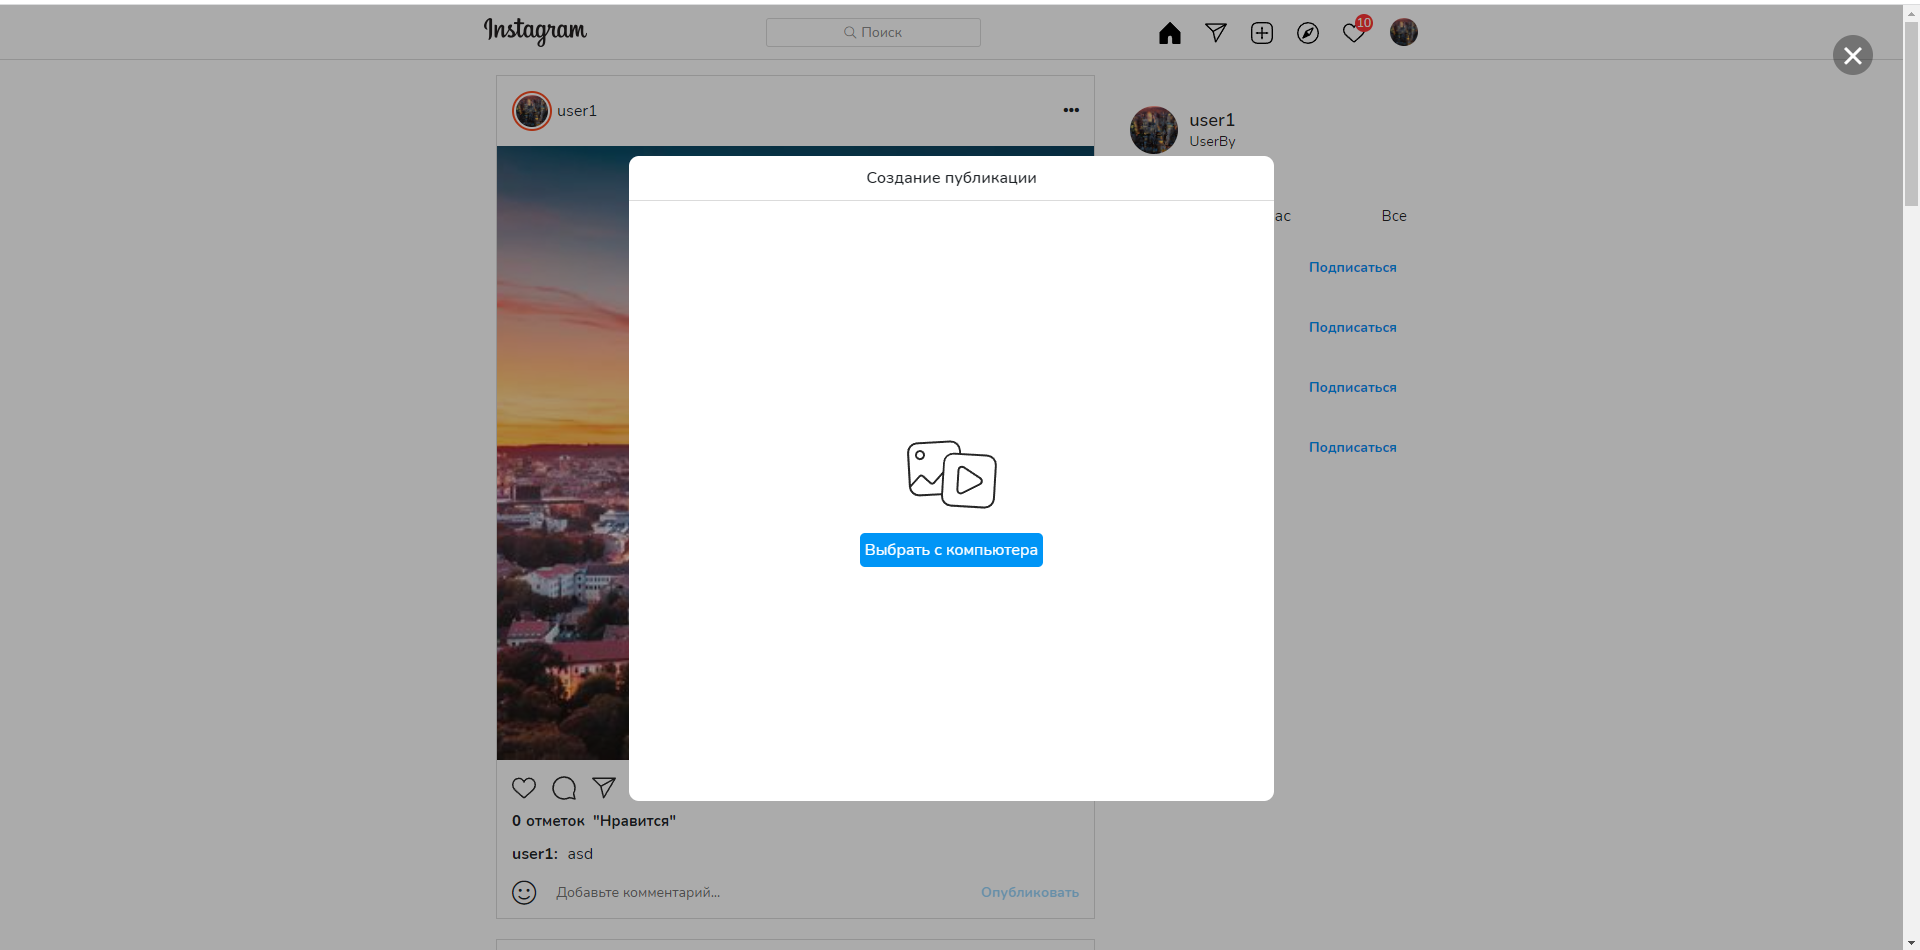 Instagram
Поиск
10
user1
user1
UserBy
Создание публикации
ас
Все
Подписаться
Подписаться
Подписаться
Подписаться
Выбрать с компьютера
0 отметок "Нравится"
user1: asd
Добавьте комментарий...
Опубликовать